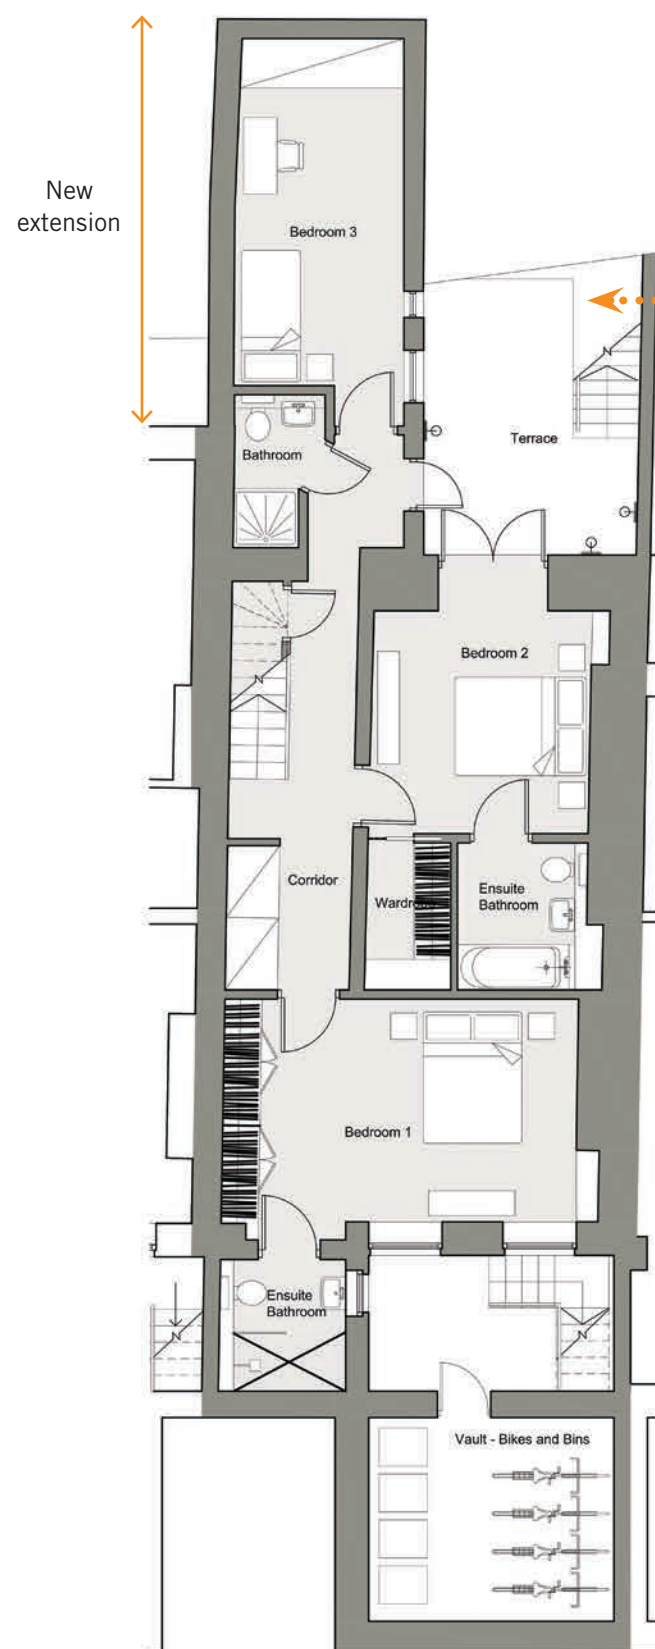 New
extension
Bedroom 3
Terrace
Bathroom
Bedroom 2
Corridor
Wardrobe
Ensuite
Bathroom
Bedroom 1
Ensuite
Bathroom
Vault - Bikes and Bins